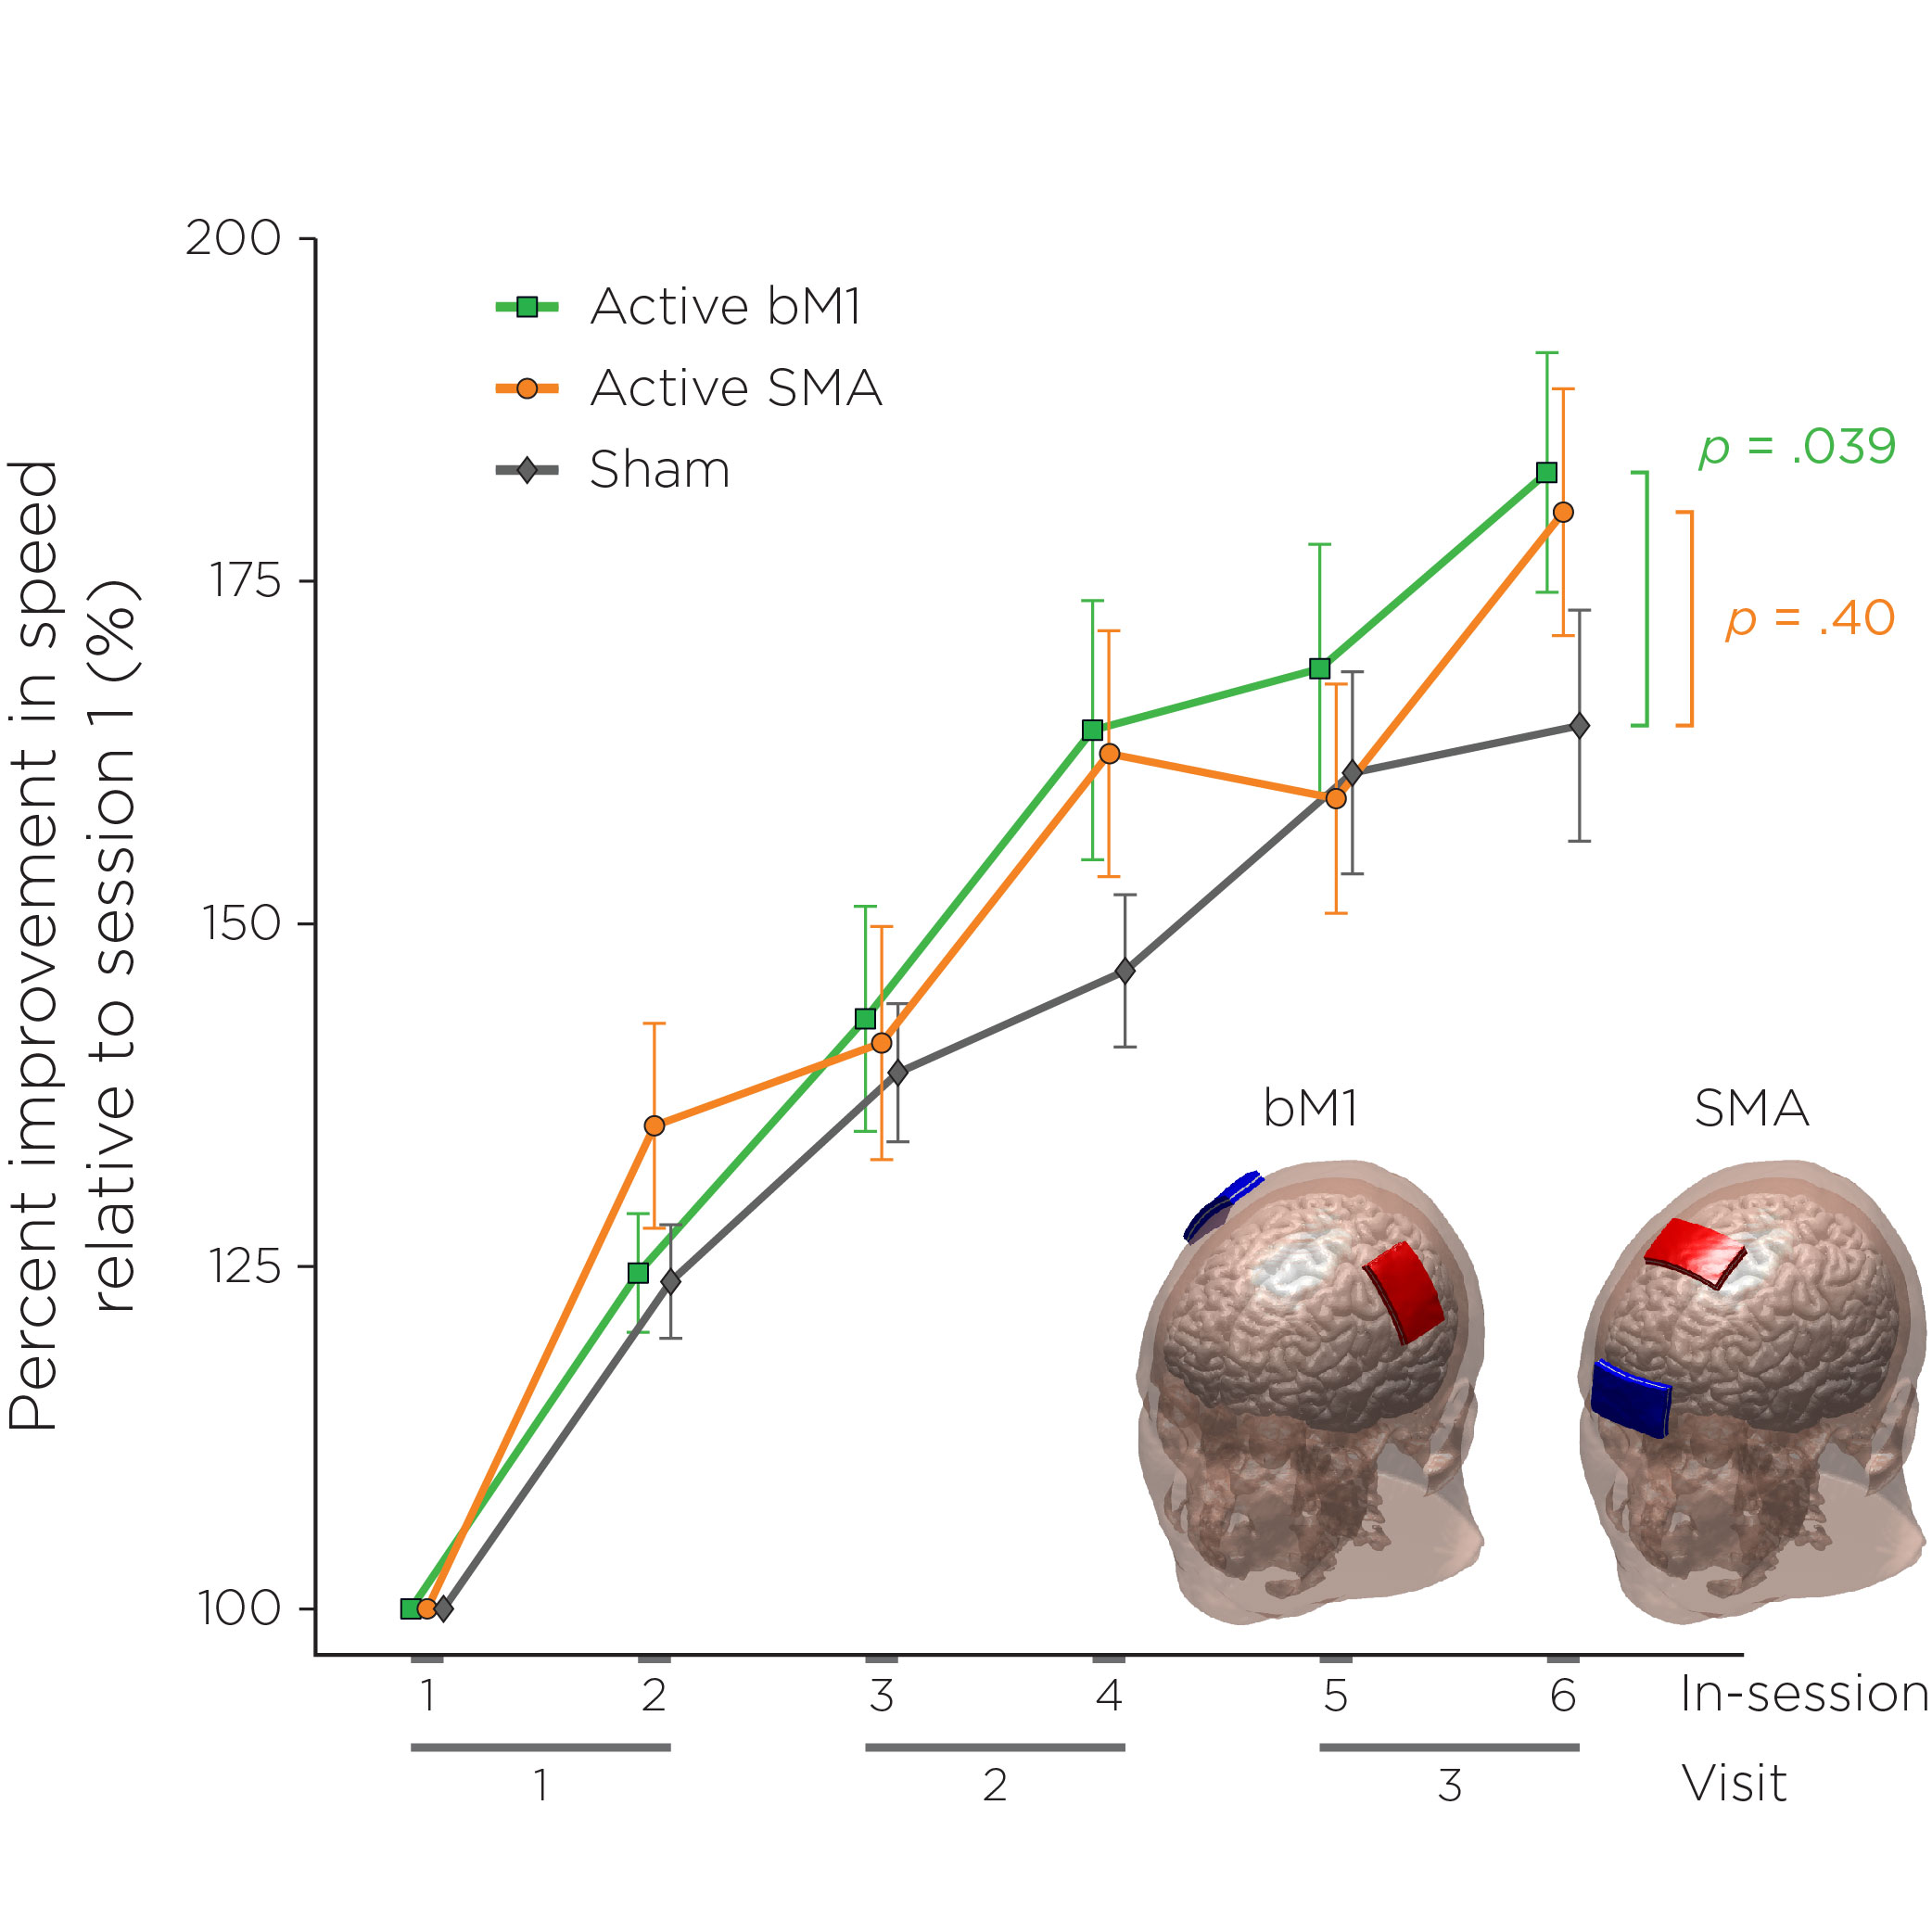 Percent improvement in speed
relative to session 1 (%)
200
175
150
125
100
Active bM1
Active SMA
Sham
p = .039
p = .40
bM1 SMA
1 2 3 4 5 6 In-session
1 2 3 Visit